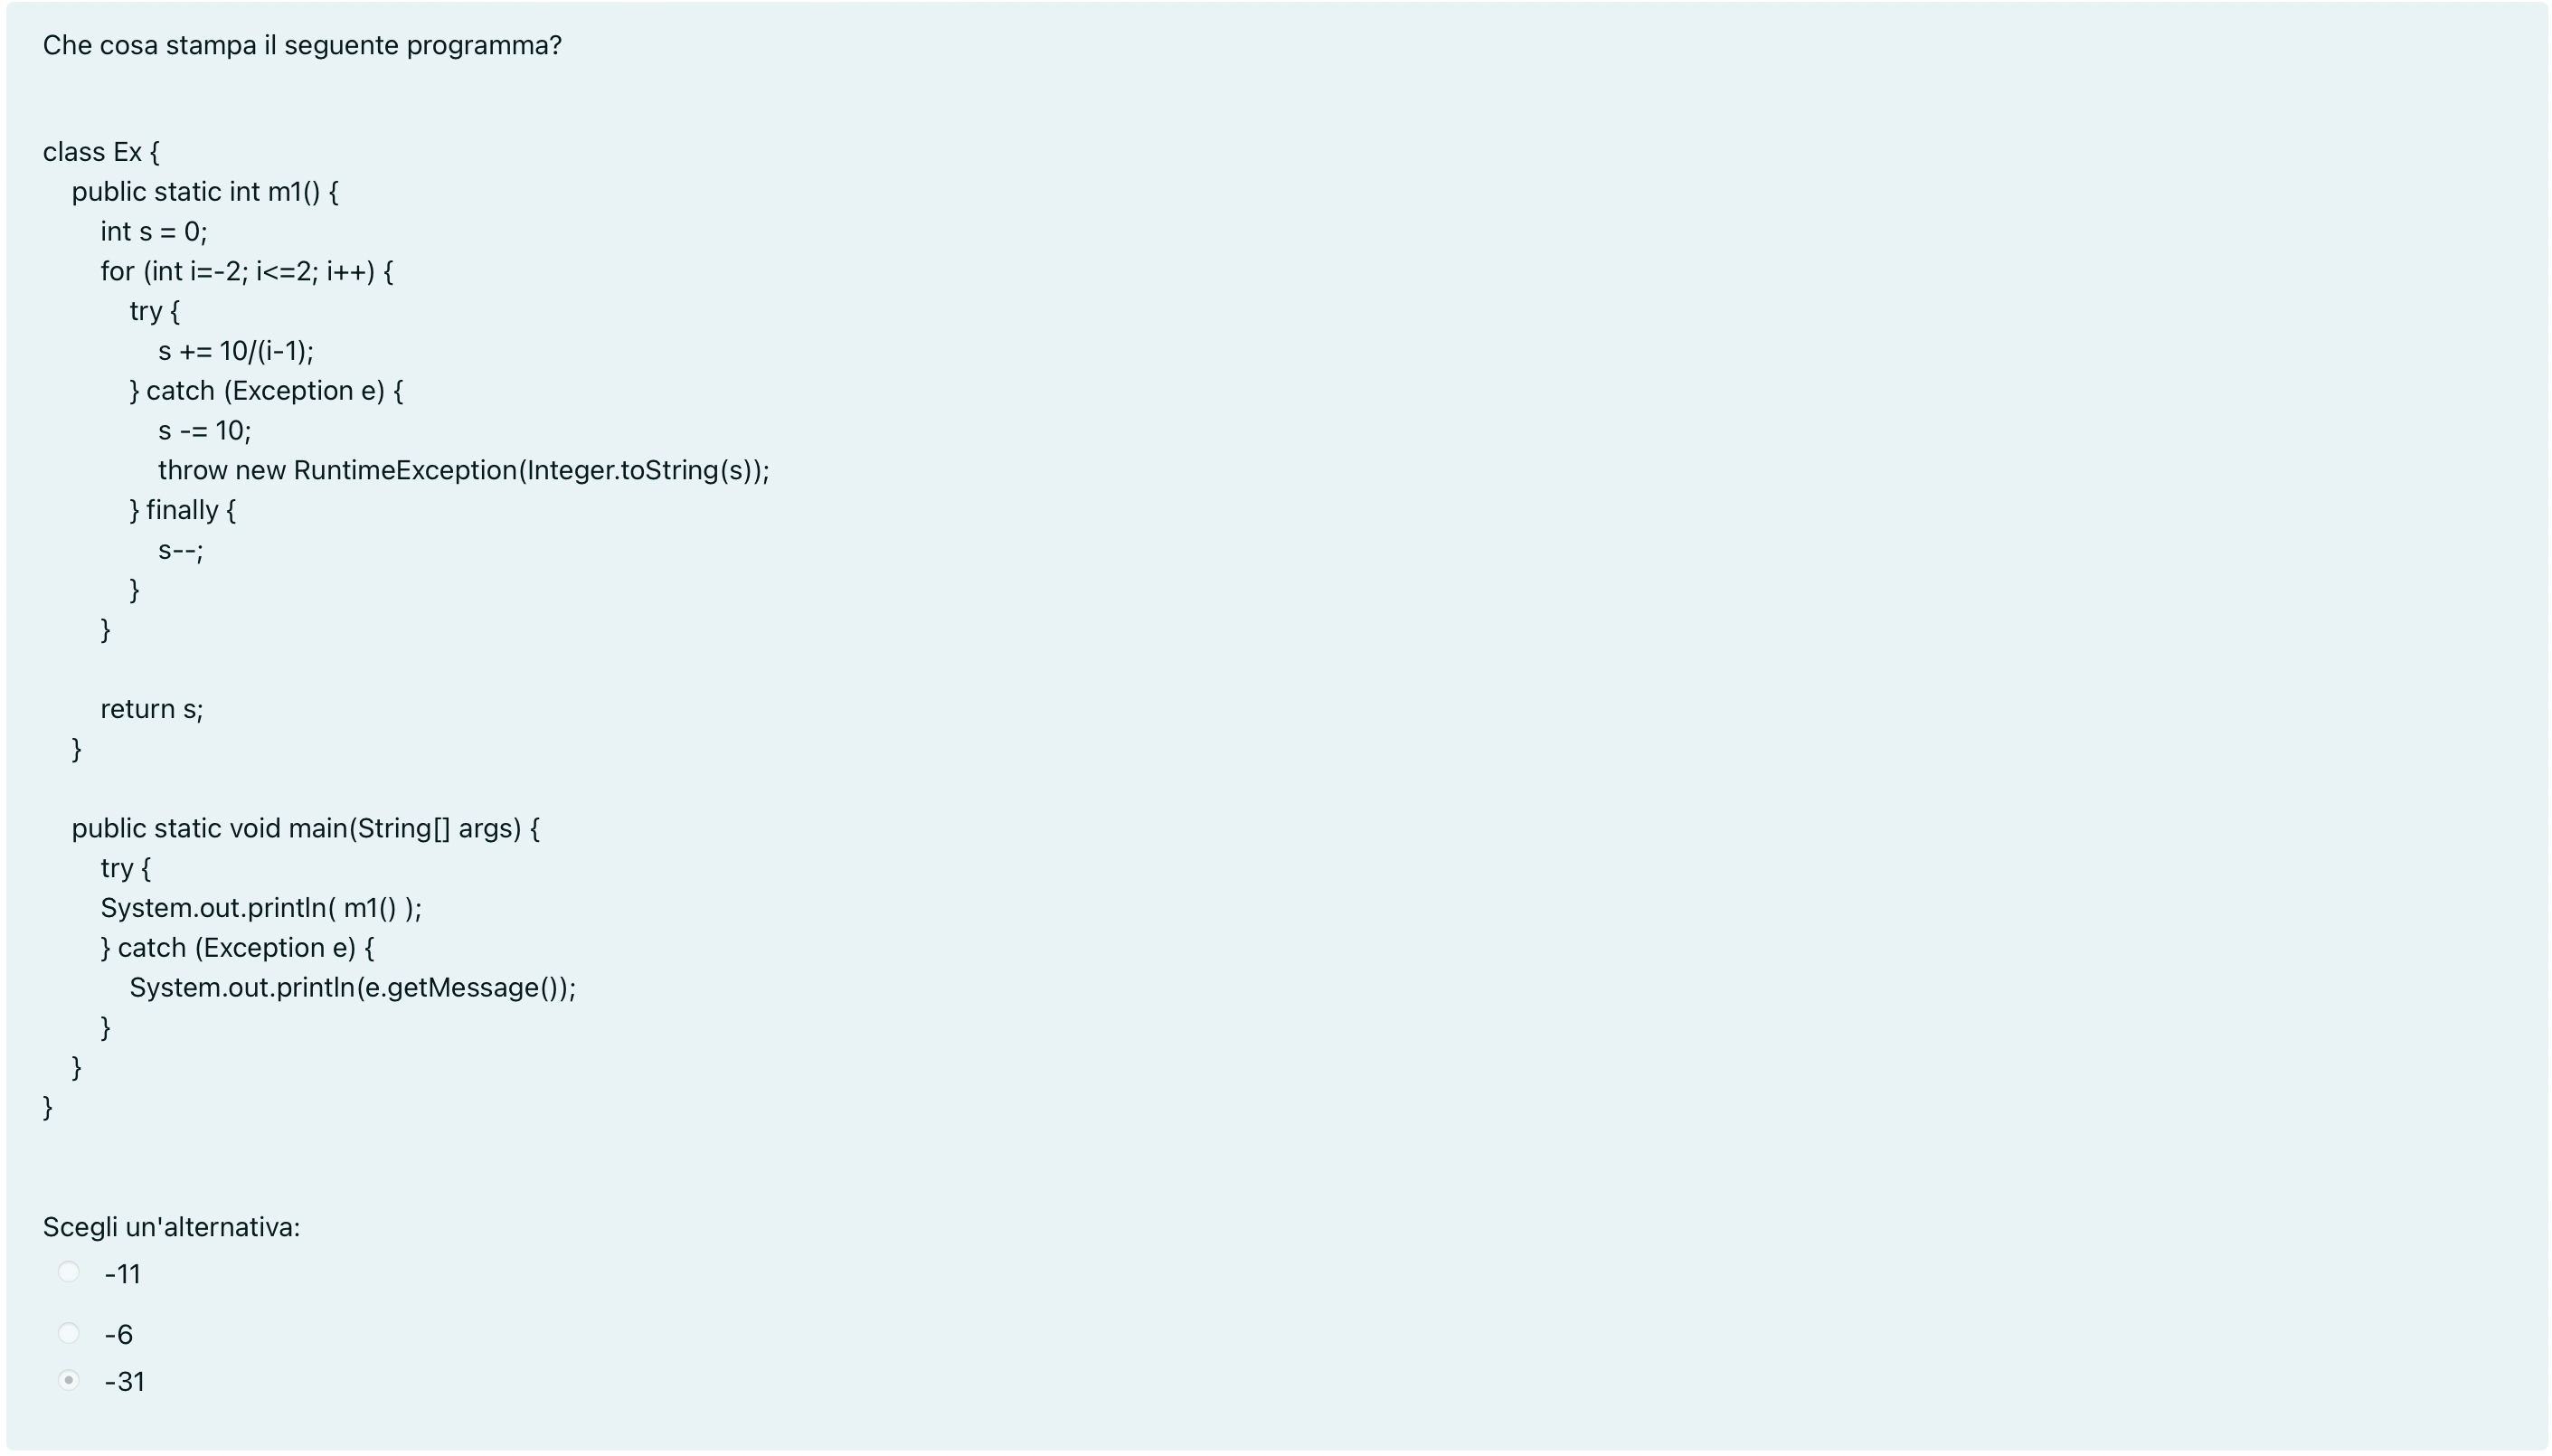 Che cosa stampa il seguente programma?
class Ex {
public static int m1() {
int s = 0;
for (int i=-2; i<=2; i++) {
try {
s += 10/(i-1);
} catch (Exception e) {
s -= 10;
throw new RuntimeException(Integer.toString(s));
} finally {
s--;
}
}
return s;
}
public static void main(String[] args) {
try {
System.out.println( m1() );
} catch (Exception e) {
System.out.println(e.getMessage());
}
}
}
Scegli un'alternativa:
-11
-6
-31